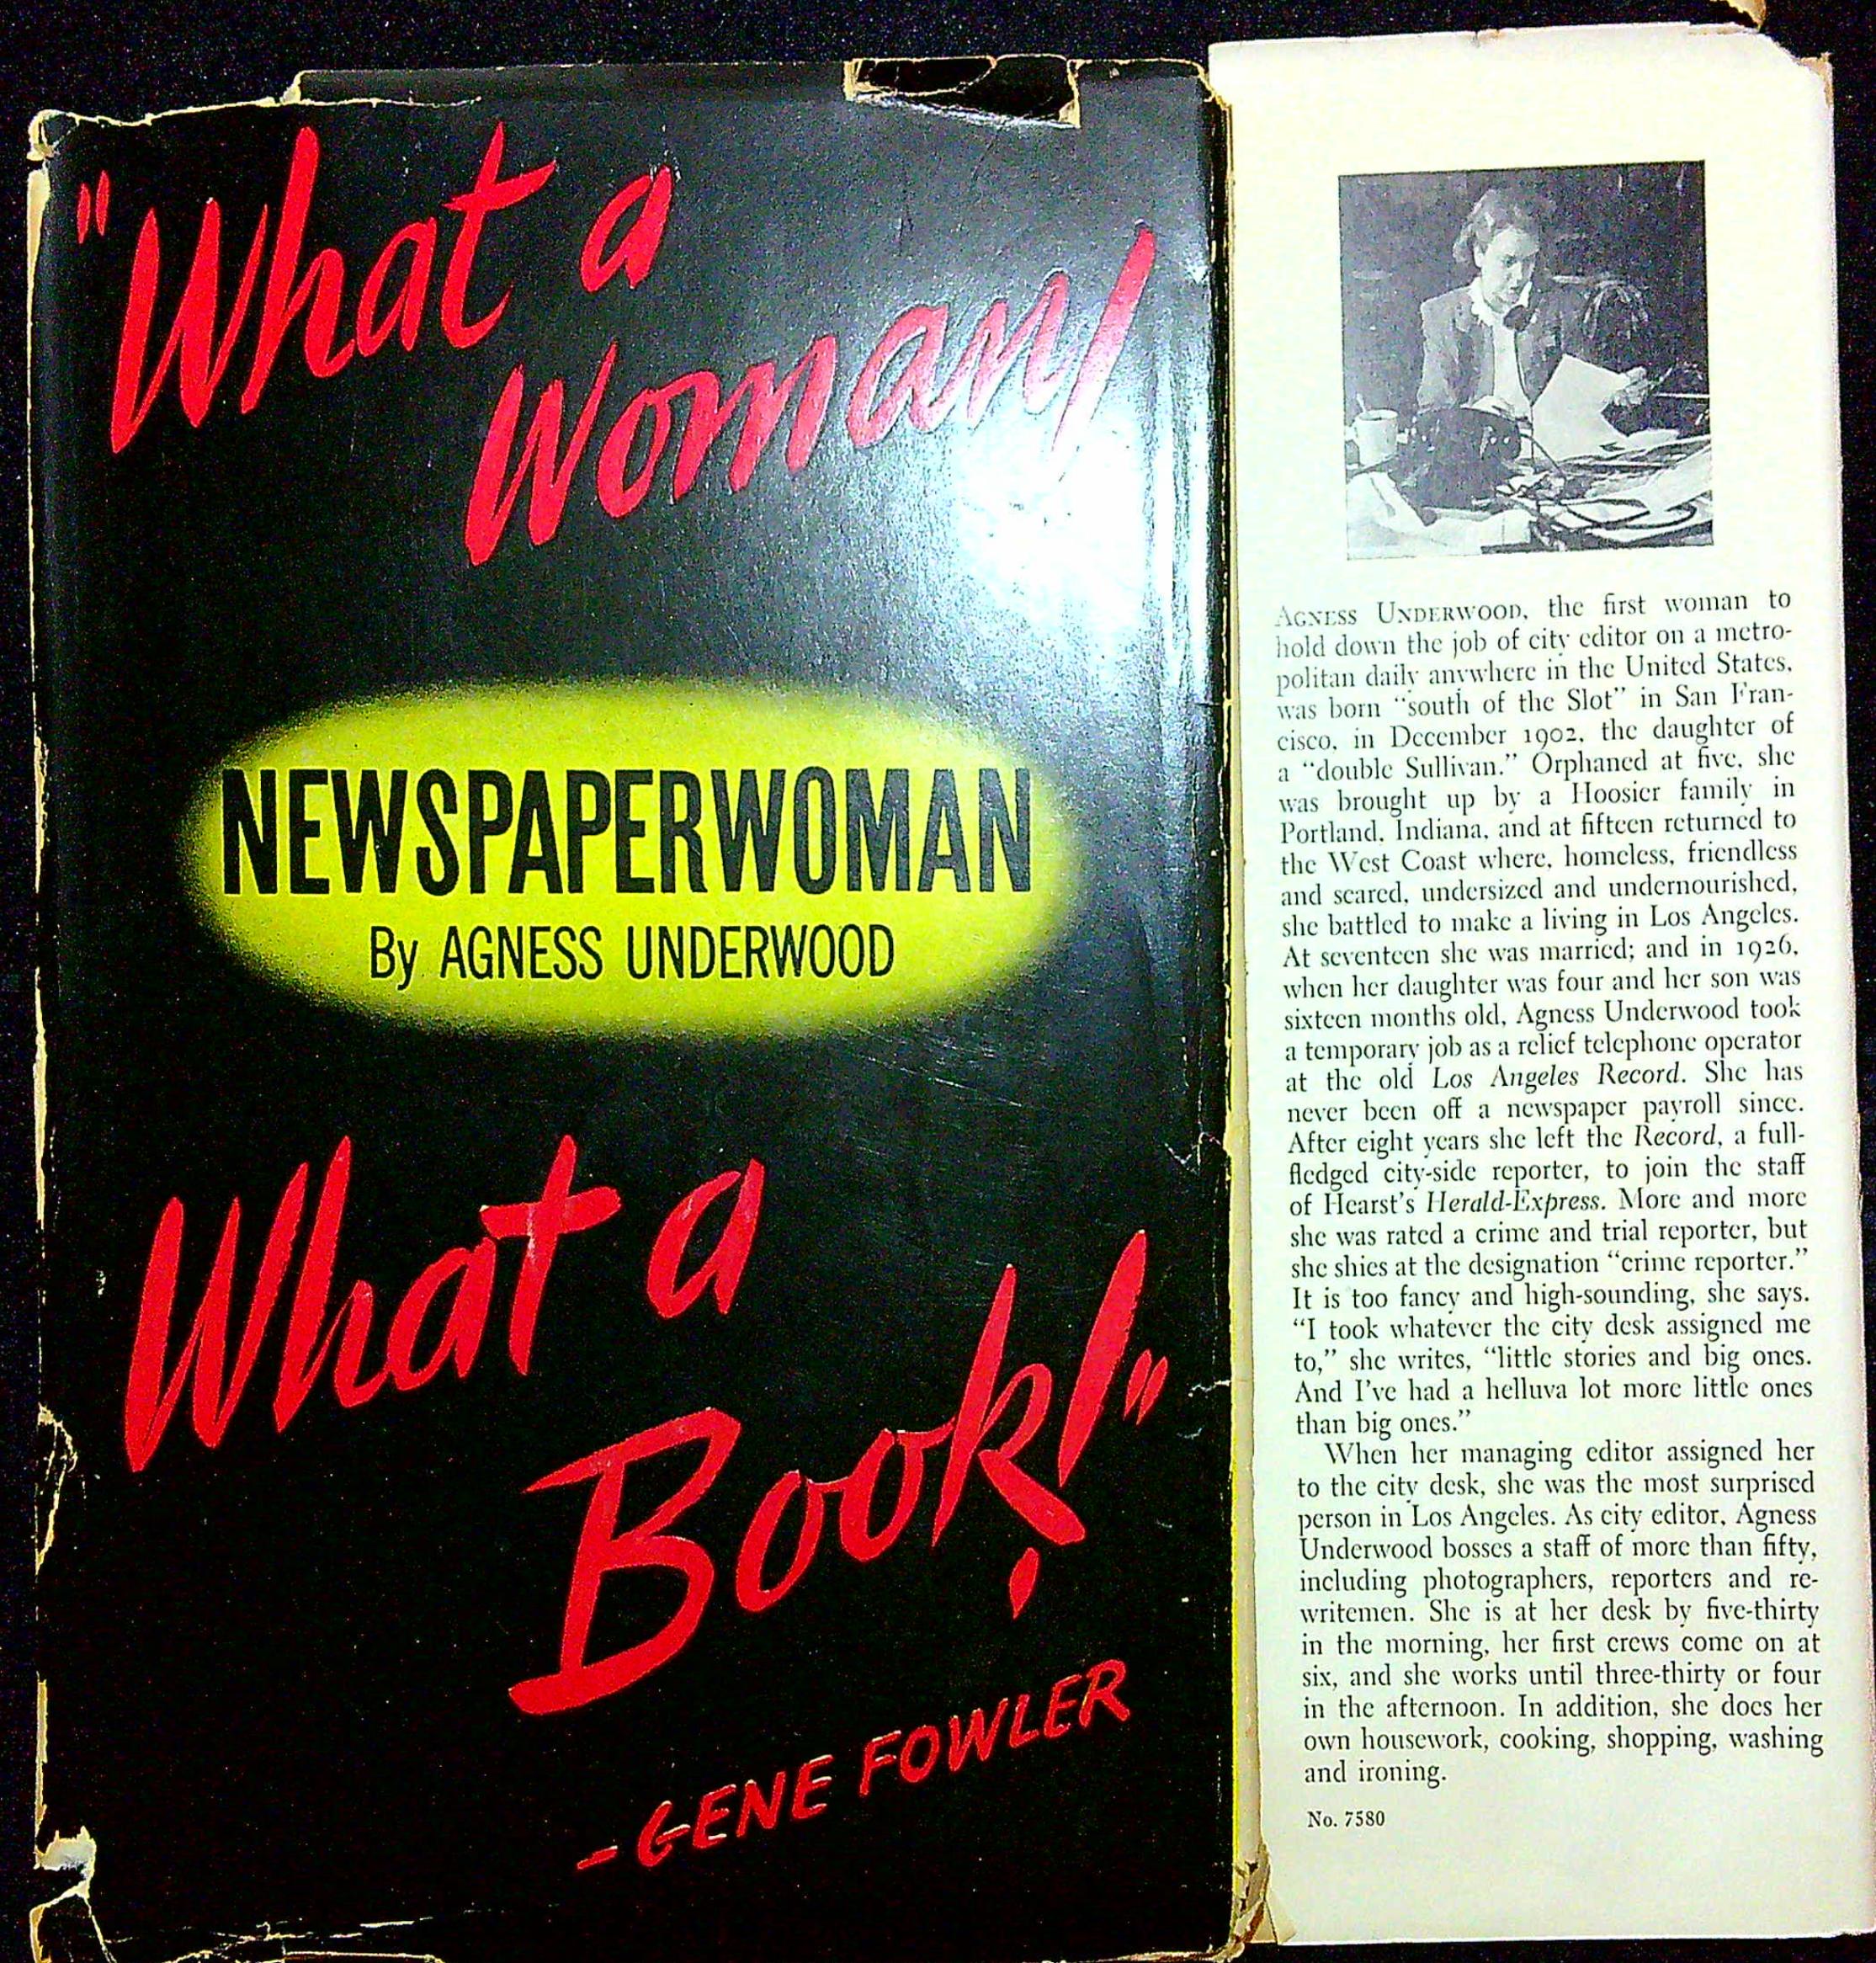 "What a
Woman!
NEWSPAPERWOMAN
By AGNESS UNDERWOOD
What a
Book!"
-GENE FOWLER
AGNESS UNDERWOOD, the first woman to
hold down the job of city editor on a metro-
politan daily anywhere in the United States,
was born "south of the Slot" in San Fran-
cisco, in December 1902, the daughter of
a "double Sullivan." Orphaned at five, she
was brought up by a Hoosier family in
Portland, Indiana, and at fifteen returned to
the West Coast where, homeless, friendless
and scared, undersized and undernourished,
she battled to make a living in Los Angeles.
At seventeen she was married; and in 1926,
when her daughter was four and her son was
sixteen months old, Agness Underwood took
a temporary job as a relief telephone operator
at the old Los Angeles Record. She has
never been off a newspaper payroll since.
After eight years she left the Record, a full-
fledged city-side reporter, to join the staff
of Hearst's Herald-Express. More and more
she was rated a crime and trial reporter, but
she shies at the designation "crime reporter."
It is too fancy and high-sounding, she says.
"I took whatever the city desk assigned me
to," she writes, "little stories and big ones.
And I've had a helluva lot more little ones
than big ones."
When her managing editor assigned her
to the city desk, she was the most surprised
person in Los Angeles. As city editor, Agness
Underwood bosses a staff of more than fifty,
including photographers, reporters and re-
writemen. She is at her desk by five-thirty
in the morning, her first crews come on at
six, and she works until three-thirty or four
in the afternoon. In addition, she does her
own housework, cooking, shopping, washing
and ironing.
No. 7580